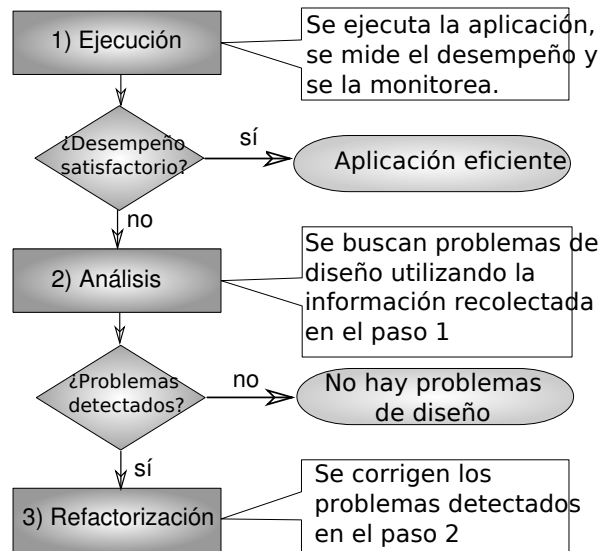 1) Ejecución
Se ejecuta la aplicación,
se mide el desempeño y
se la monitorea.
¿Desempeño
satisfactorio?
sí
Aplicación eficiente
no
2) Análisis
Se buscan problemas de
diseño utilizando la
información recolectada
en el paso 1
¿Problemas
detectados?
no
No hay problemas
de diseño
sí
3) Refactorización
Se corrigen los
problemas detectados
en el paso 2